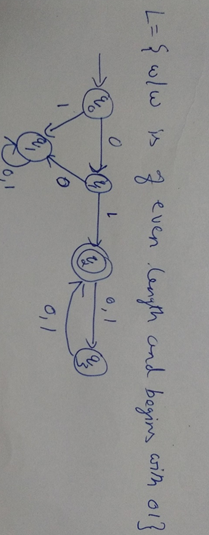 L = { w/w is of even length and begins with 01}
q0
0
1
q1
0
q2
0,1
1
0,1
q3
0,1